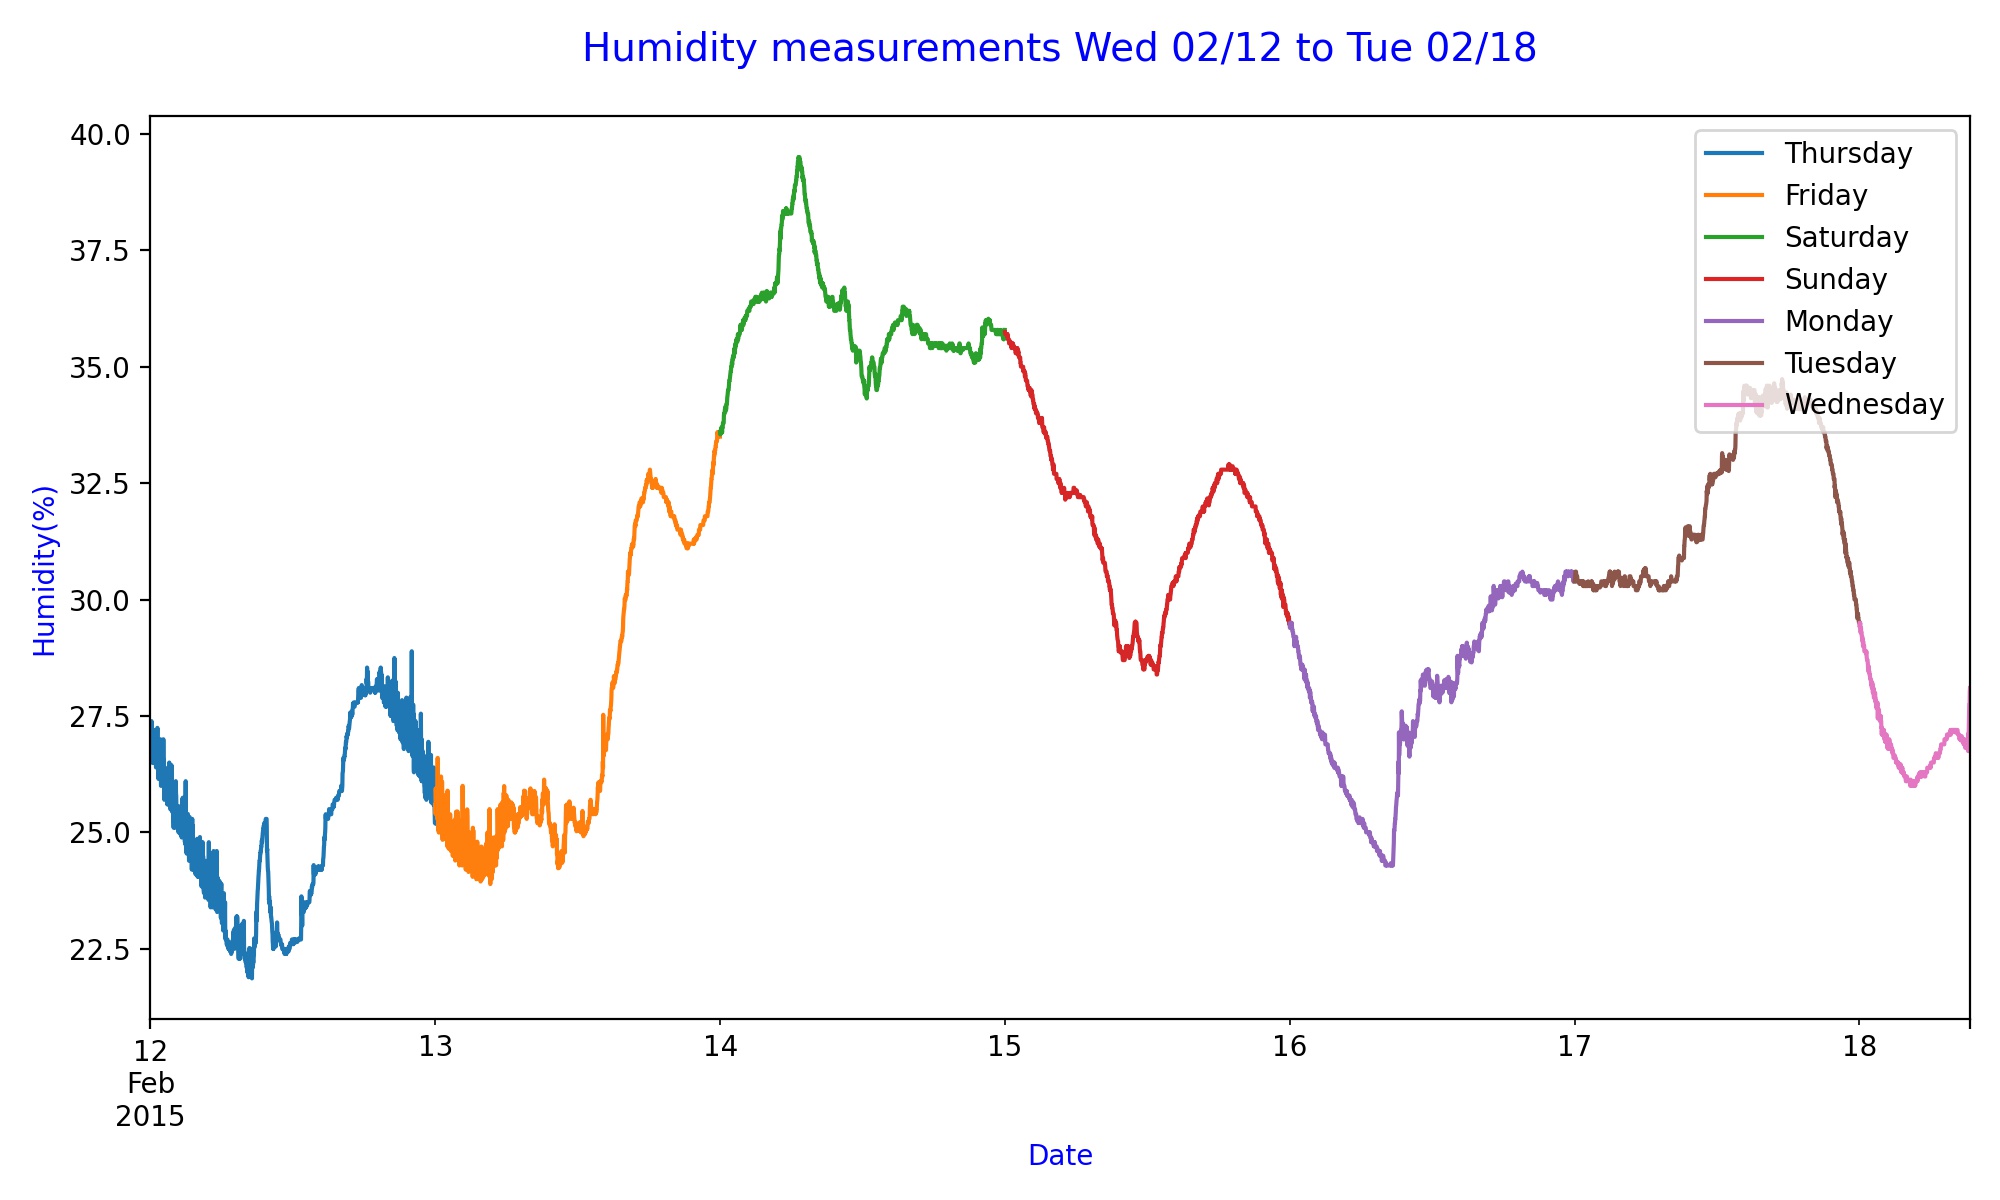 Humidity measurements Wed 02/12 to Tue 02/18
40.0
37.5
35.0
32.5
30.0
27.5
25.0
22.5
Humidity(%)
Thursday
Friday
Saturday
Sunday
Monday
Tuesday
Wednesday
12
13
14
15
16
17
18
Feb
2015
Date